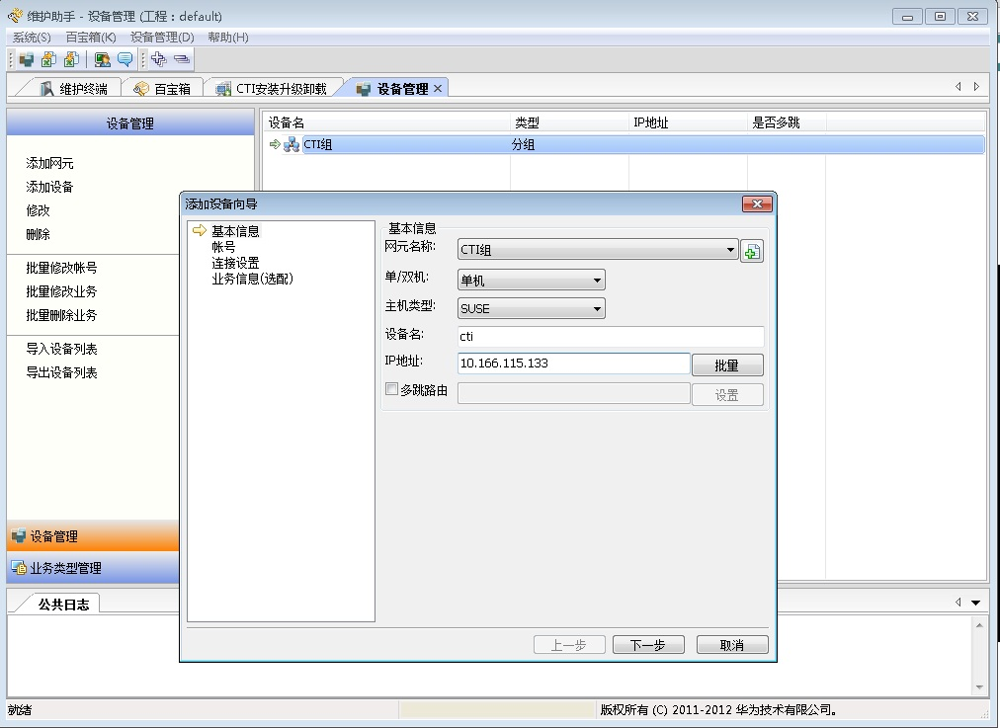 维护助手 - 设备管理 (工程：default)
系统(S) 百宝箱(K) 设备管理(D) 帮助(H)
维护终端 百宝箱 CTI安装升级卸载 设备管理
设备管理
添加网元
添加设备
修改
删除
批量修改帐号
批量修改业务
批量删除业务
导入设备列表
导出设备列表
设备管理
业务类型管理
设备名 类型 IP地址 是否多跳
CTI组 分组
添加设备向导
基本信息
帐号
连接设置
业务信息(选配)
基本信息
网元名称: CTI组
单/双机: 单机
主机类型: SUSE
设备名: cti
IP地址: 10.166.115.133 批量
多跳路由 设置
上一步 下一步 取消
公共日志
就绪 版权所有 (C) 2011-2012 华为技术有限公司。